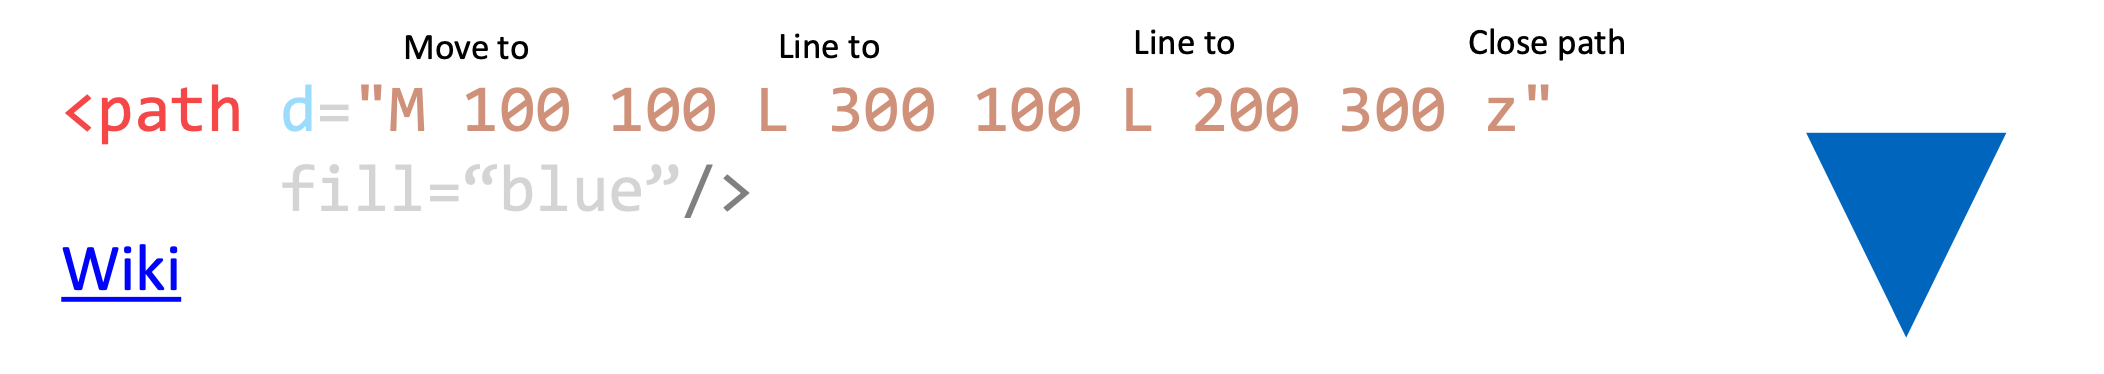 Move to Line to Line to Close path
<path d="M 100 100 L 300 100 L 200 300 z"
fill=“blue”/>
Wiki